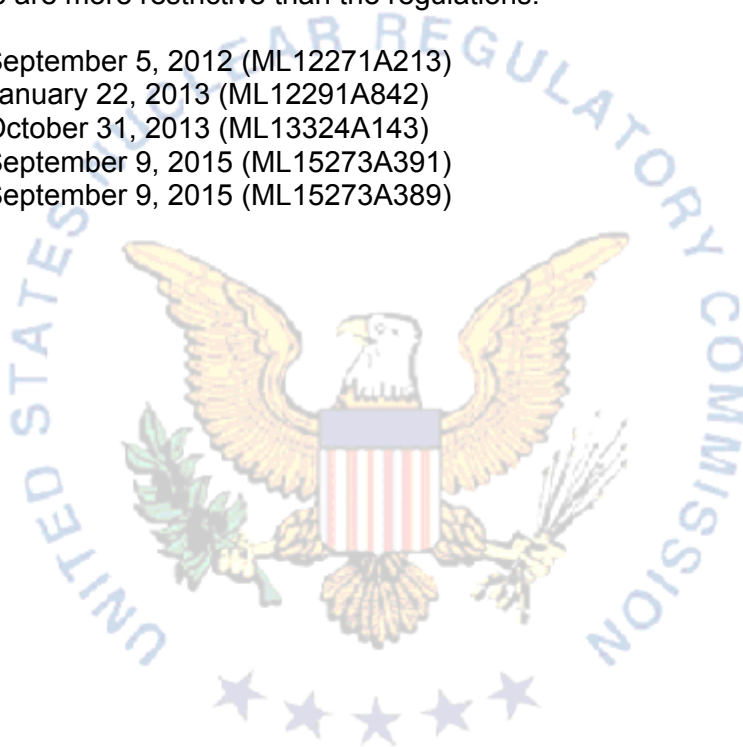 are more restrictive than the regulations.
September 5, 2012 (ML12271A213)
January 22, 2013 (ML12291A842)
October 31, 2013 (ML13324A143)
September 9, 2015 (ML15273A391)
September 9, 2015 (ML15273A389)
UNITED STATES NUCLEAR REGULATORY COMMISSION